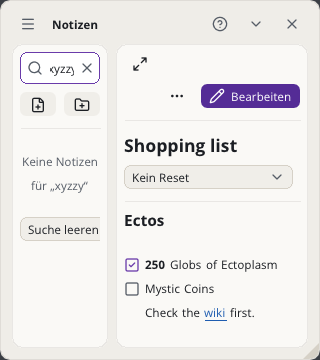 Notizen
xyzzy
Keine Notizen
für „xyzzy“
Suche leeren
Bearbeiten
Shopping list
Kein Reset
Ectos
250 Globs of Ectoplasm
Mystic Coins
Check the wiki first.